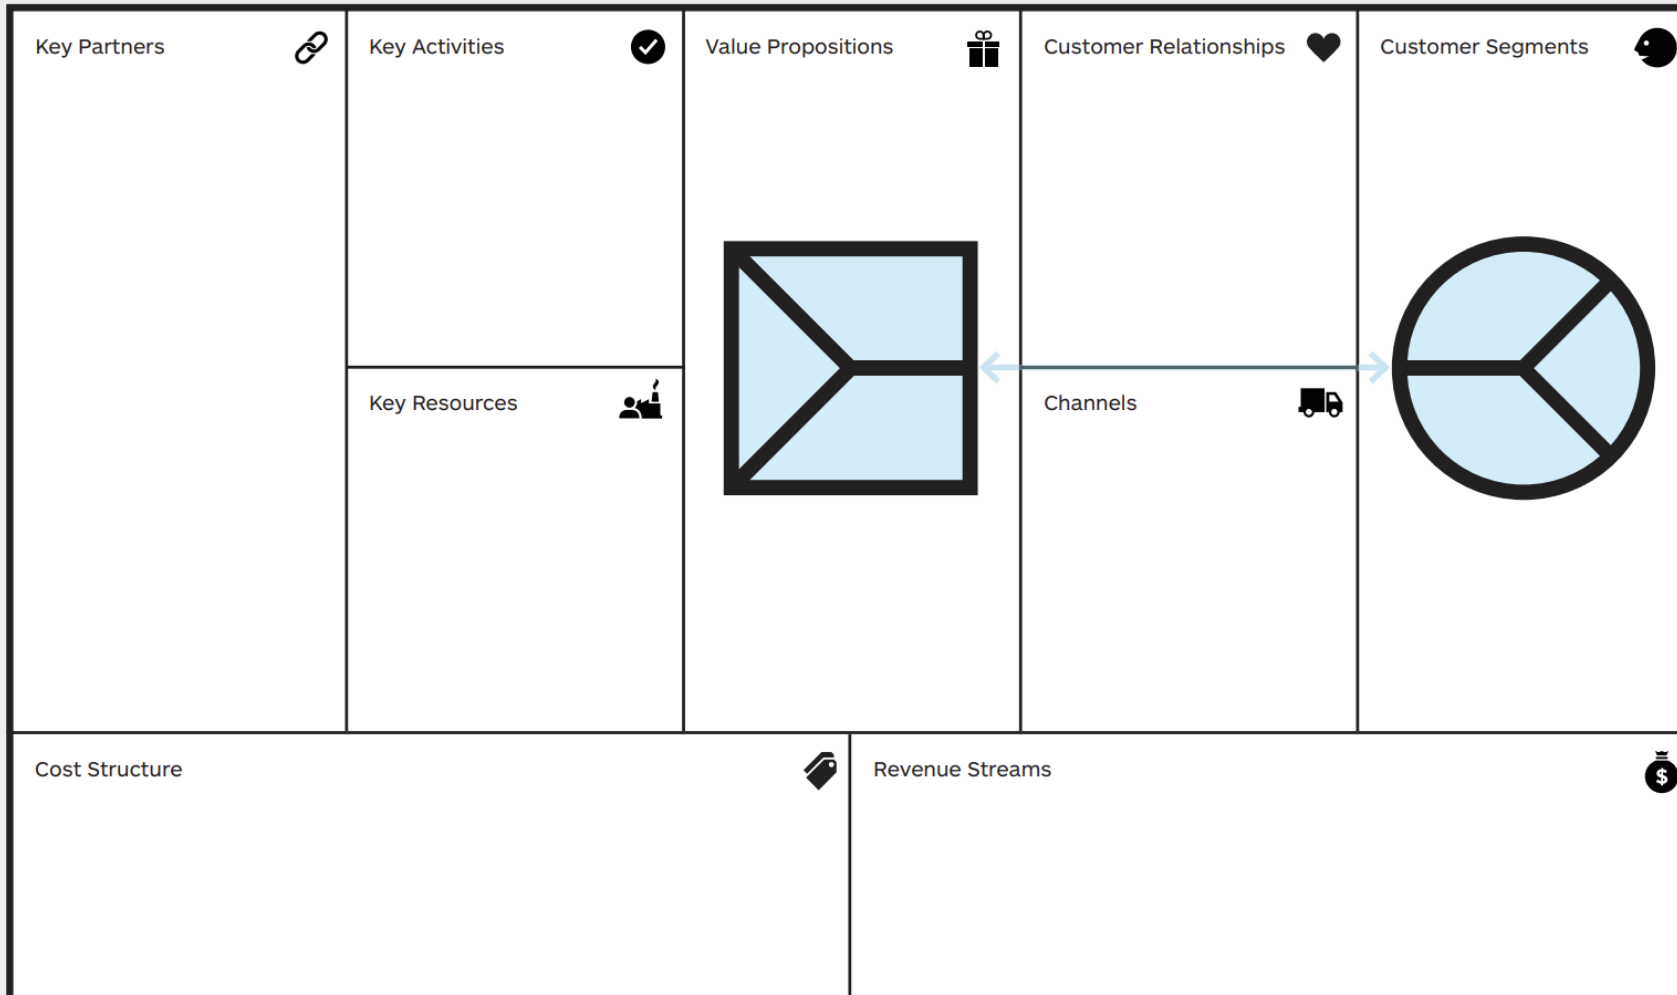 Key Partners
Key Activities
Value Propositions
Customer Relationships
Customer Segments
Key Resources
Channels
Cost Structure
Revenue Streams
$